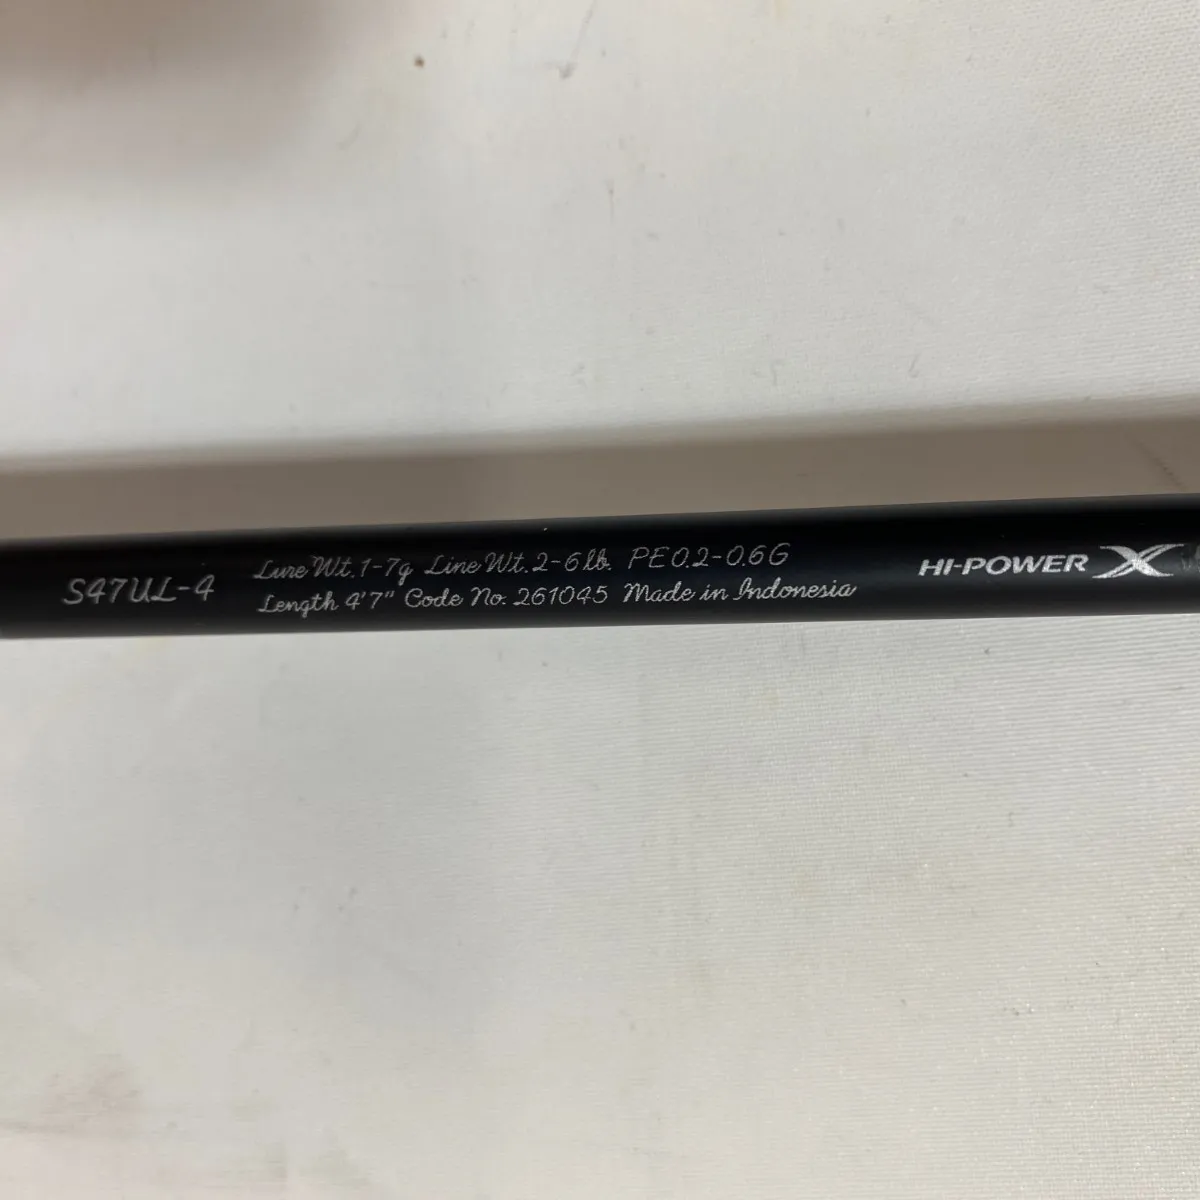 S47UL-4
Lure Wt. 1-7g Line Wt. 2-6lb. PE0.2-0.6G
Length 4'7" Code No. 261045 Made in Indonesia
HI-POWER X